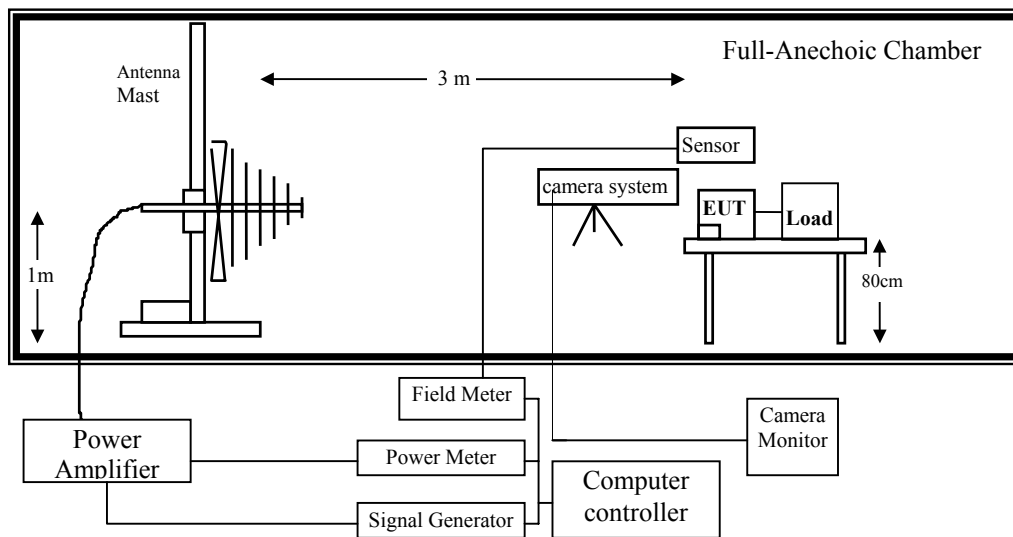 Full-Anechoic Chamber
Antenna
Mast
3 m
Sensor
camera system
EUT
Load
1m
80cm
Field Meter
Camera
Monitor
Power
Amplifier
Power Meter
Computer
controller
Signal Generator